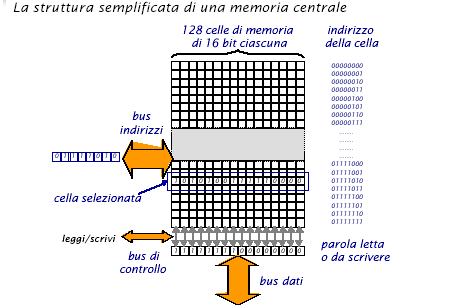 La struttura semplificata di una memoria centrale
128 celle di memoria
di 16 bit ciascuna
indirizzo
della cella
00000000
00000001
00000010
00000011
00000100
00000101
00000110
00000111
bus
indirizzi
01111010
cella selezionata
01111000
01111001
01111010
01111011
01111100
01111101
01111110
01111111
leggi/scrivi
bus di
controllo
parola letta
o da scrivere
bus dati